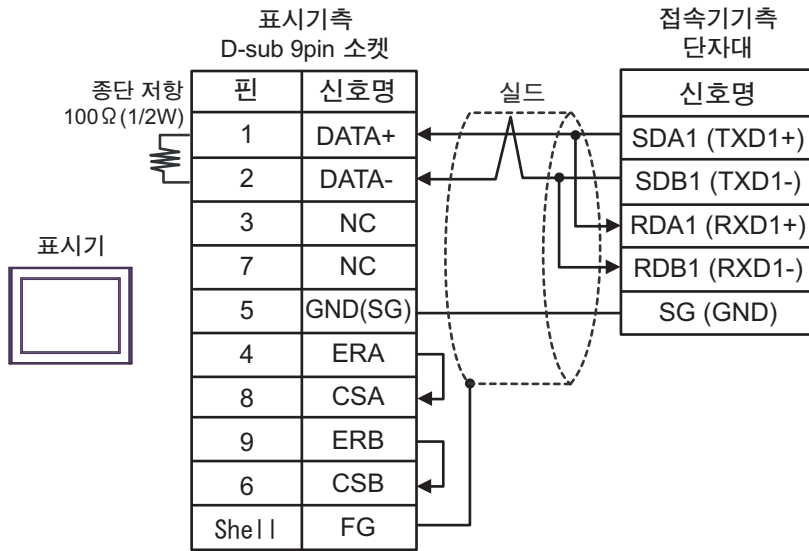 표시기측
D-sub 9pin 소켓
접속기기측
단자대
종단 저항
100Ω(1/2W)
표시기
핀 신호명
1 DATA+
2 DATA-
3 NC
7 NC
5 GND(SG)
4 ERA
8 CSA
9 ERB
6 CSB
Shell FG
실드
신호명
SDA1 (TXD1+)
SDB1 (TXD1-)
RDA1 (RXD1+)
RDB1 (RXD1-)
SG (GND)